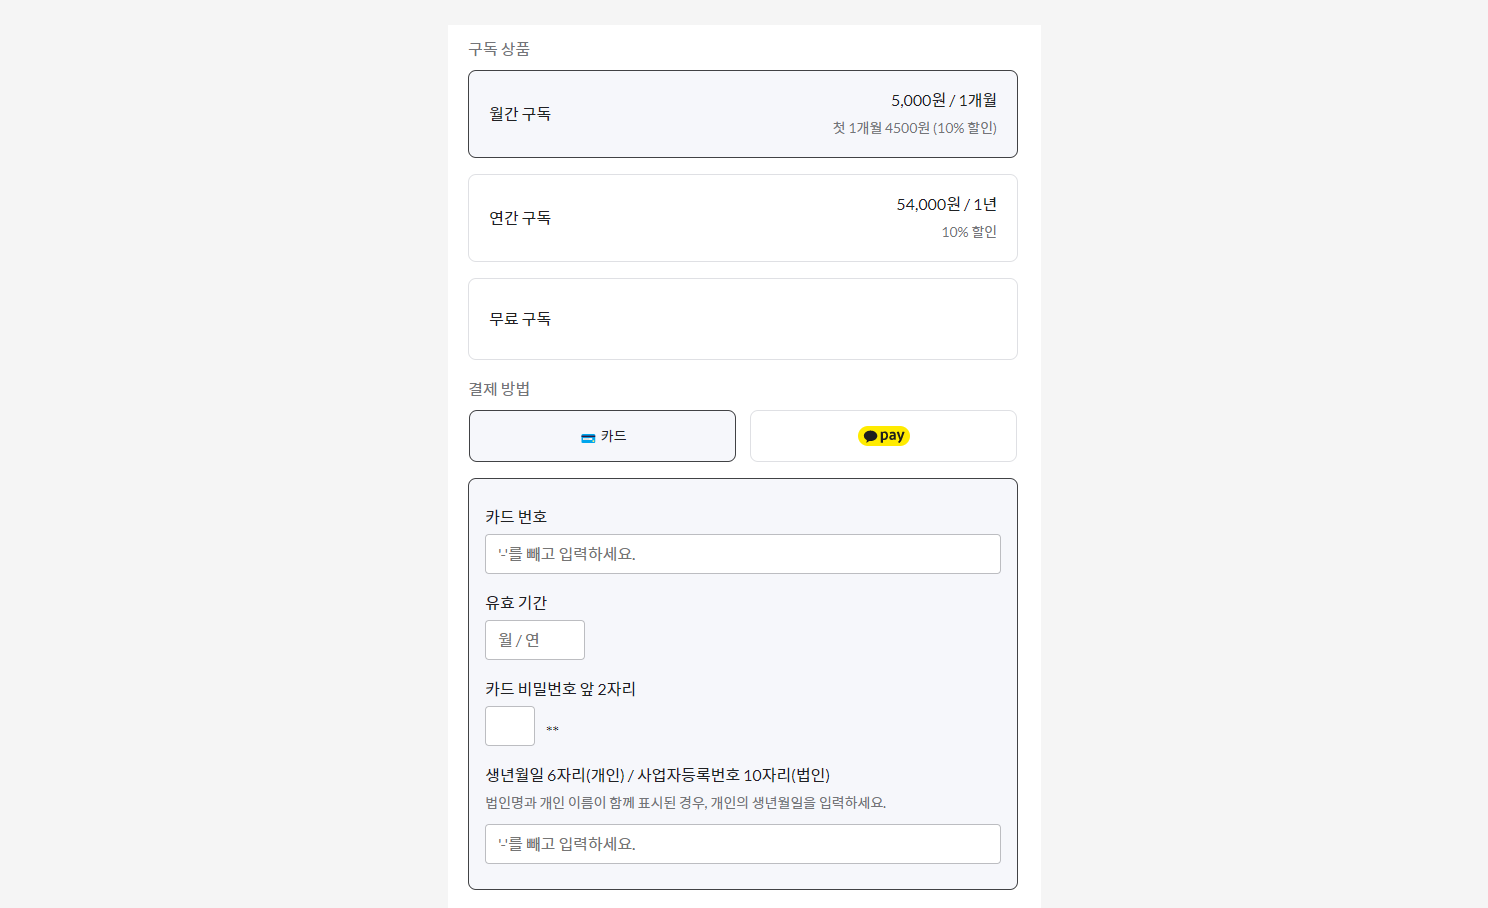 구독 상품
월간 구독
5,000원 / 1개월
첫 1개월 4500원 (10% 할인)
연간 구독
54,000원 / 1년
10% 할인
무료 구독
결제 방법
카드
pay
카드 번호
'-'를 빼고 입력하세요.
유효 기간
월 / 연
카드 비밀번호 앞 2자리
**
생년월일 6자리(개인) / 사업자등록번호 10자리(법인)
법인명과 개인 이름이 함께 표시된 경우, 개인의 생년월일을 입력하세요.
'-'를 빼고 입력하세요.